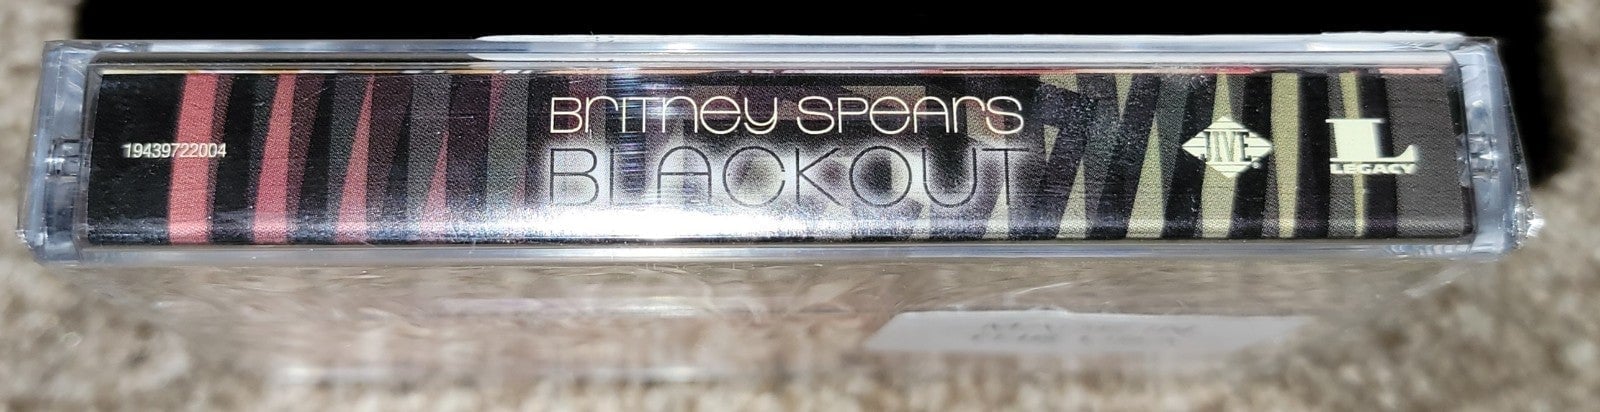 19439722004
BRITNEY SPEARS
BLACKOUT
JIVE
L
LEGACY